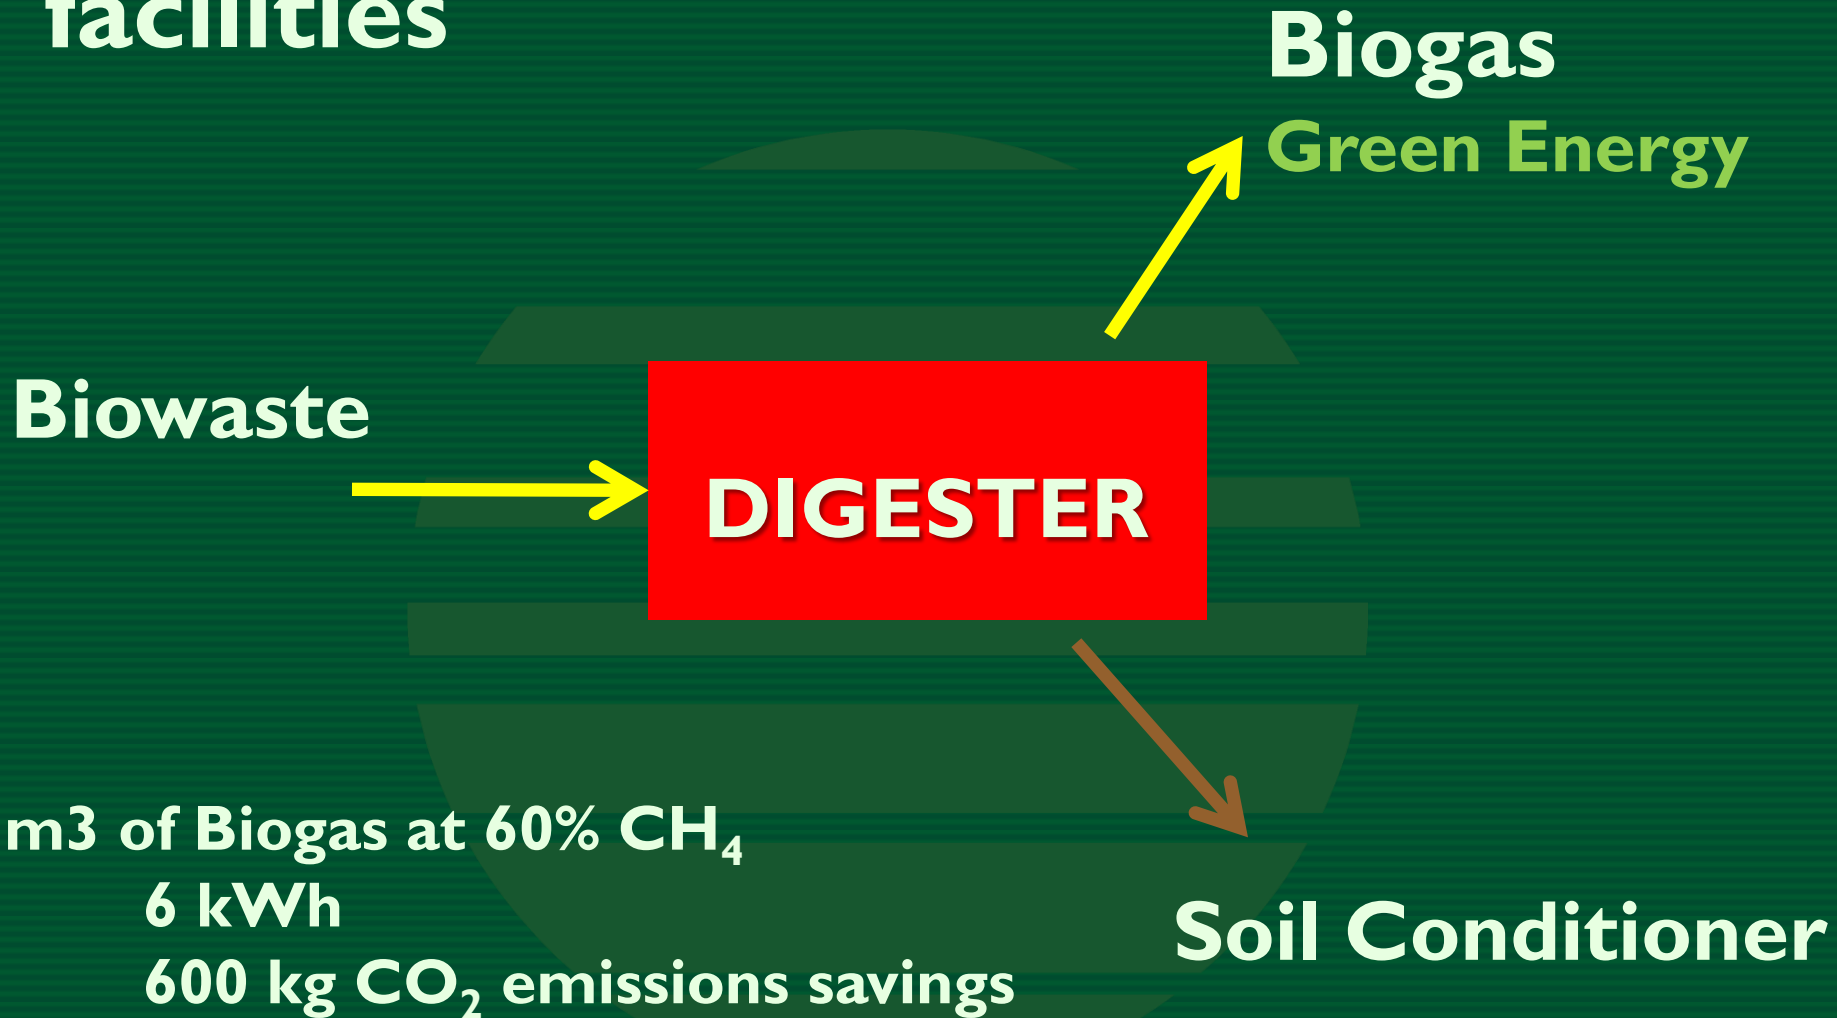 facilities
Biogas
Green Energy
Biowaste
DIGESTER
m3 of Biogas at 60% CH₄
6 kWh
600 kg CO₂ emissions savings
Soil Conditioner